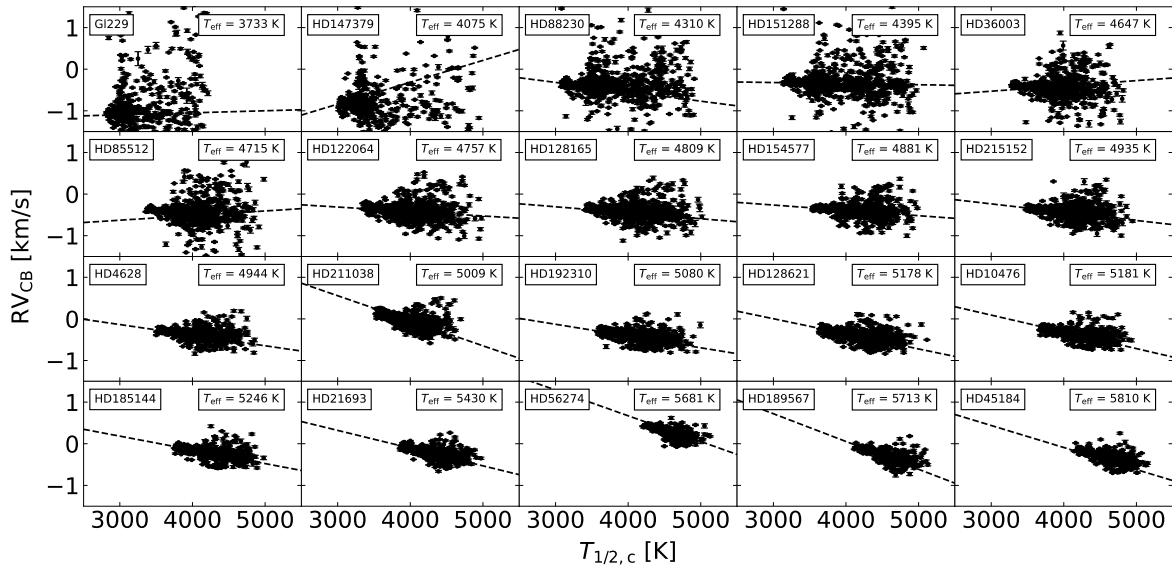 GI229 T_eff = 3733 K HD147379 T_eff = 4075 K HD88230 T_eff = 4310 K HD151288 T_eff = 4395 K HD36003 T_eff = 4647 K
1
0
−1
HD85512 T_eff = 4715 K HD122064 T_eff = 4757 K HD128165 T_eff = 4809 K HD154577 T_eff = 4881 K HD215152 T_eff = 4935 K
1
0
−1
RV_CB [km/s]
HD4628 T_eff = 4944 K HD211038 T_eff = 5009 K HD192310 T_eff = 5080 K HD128621 T_eff = 5178 K HD10476 T_eff = 5181 K
1
0
−1
HD185144 T_eff = 5246 K HD21693 T_eff = 5430 K HD56274 T_eff = 5681 K HD189567 T_eff = 5713 K HD45184 T_eff = 5810 K
1
0
−1
3000 4000 5000 3000 4000 5000 3000 4000 5000 3000 4000 5000 3000 4000 5000
T_1/2, c [K]